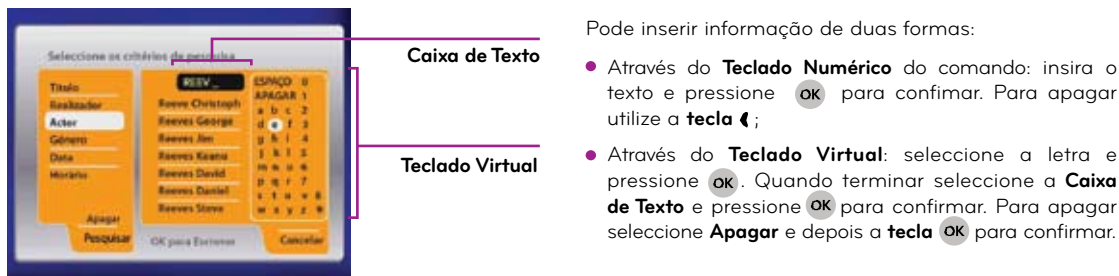 Seleccione os critérios de pesquisa
Título
Realizador
Actor
Género
Data
Horário
Apagar
Pesquisar
REEV_
Reeve Christoph
Reeves George
Reeves Jim
Reeves Keanu
Reeves David
Reeves Daniel
Reeves Steve
OK para Escrever
ESPAÇO 0
APAGAR 1
a b c 2
d e f 3
g h i 4
j k l 5
m n o 6
p q r 7
s t u v 8
w x y z 9
Cancelar
Caixa de Texto
Teclado Virtual
Pode inserir informação de duas formas:
• Através do Teclado Numérico do comando: insira o
texto e pressione OK para confimar. Para apagar
utilize a tecla ;
• Através do Teclado Virtual: seleccione a letra e
pressione OK. Quando terminar seleccione a Caixa
de Texto e pressione OK para confirmar. Para apagar
seleccione Apagar e depois a tecla OK para confirmar.